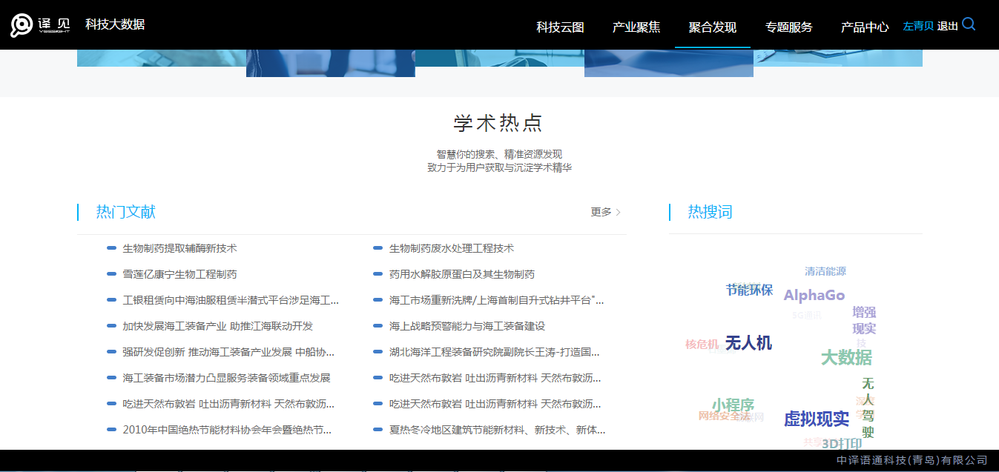 译见
YEESIGHT
科技大数据
科技云图 产业聚焦 聚合发现 专题服务 产品中心 左青贝 退出
学术热点
智慧你的搜索、精准资源发现
致力于为用户获取与沉淀学术精华
热门文献 更多
热搜词
生物制药提取辅酶新技术
生物制药废水处理工程技术
雪莲亿康宁生物工程制药
药用水解胶原蛋白及其生物制药
工银租赁向中海油服租赁半潜式平台涉足海工...
海工市场重新洗牌/上海首制自升式钻井平台"...
加快发展海工装备产业 助推江海联动开发
海上战略预警能力与海工装备建设
强研发促创新 推动海工装备产业发展 中船协...
湖北海洋工程装备研究院副院长王涛-打造国...
海工装备市场潜力凸显服务装备领域重点发展
吃进天然布敦岩 吐出沥青新材料 天然布敦沥...
吃进天然布敦岩 吐出沥青新材料 天然布敦沥...
吃进天然布敦岩 吐出沥青新材料 天然布敦沥...
2010年中国绝热节能材料协会年会暨绝热节...
夏热冬冷地区建筑节能新材料、新技术、新体...
清洁能源
节能环保
AlphaGo
5G通讯
增强
现实
核危机
无人机
大数据
无
人
驾
驶
小程序
网络安全法
虚拟现实
3D打印
中译语通科技(青岛)有限公司